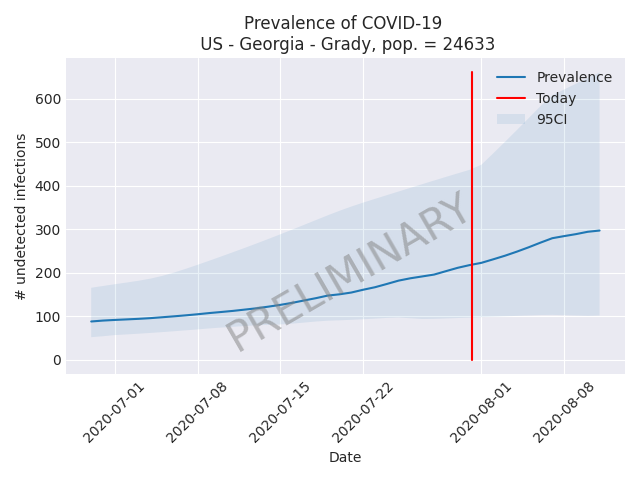 Prevalence of COVID-19
US - Georgia - Grady, pop. = 24633
Prevalence
Today
95CI
# undetected infections
600
500
400
300
200
100
0
PRELIMINARY
2020-07-01
2020-07-08
2020-07-15
2020-07-22
2020-08-01
2020-08-08
Date